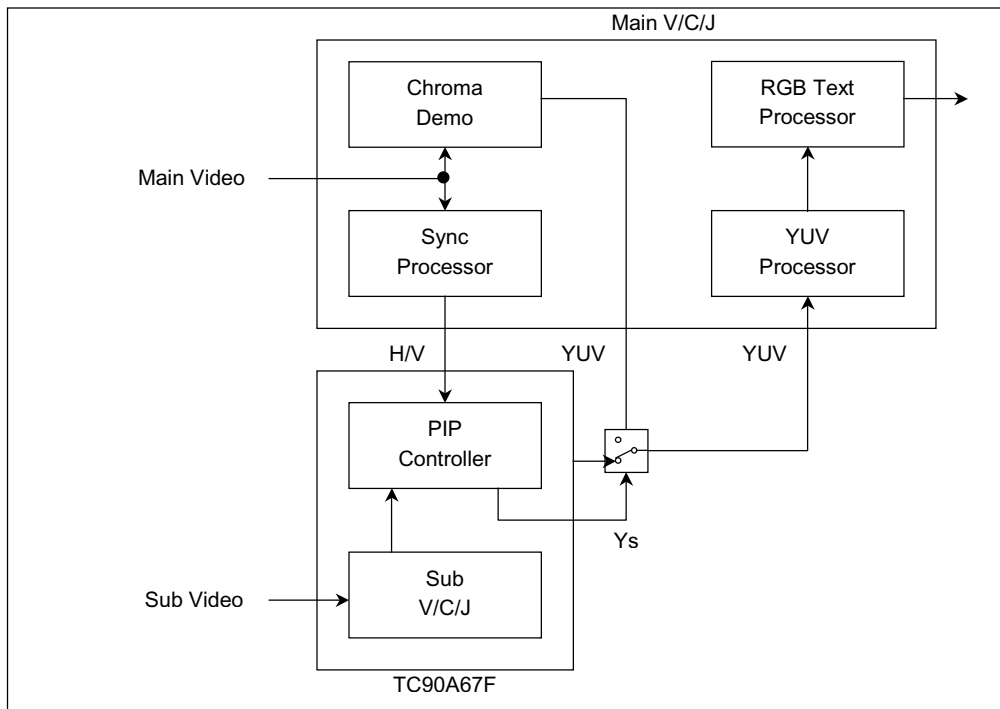 Main V/C/J
Chroma
Demo
RGB Text
Processor
Main Video
Sync
Processor
YUV
Processor
H/V
YUV
YUV
PIP
Controller
Ys
Sub Video
Sub
V/C/J
TC90A67F